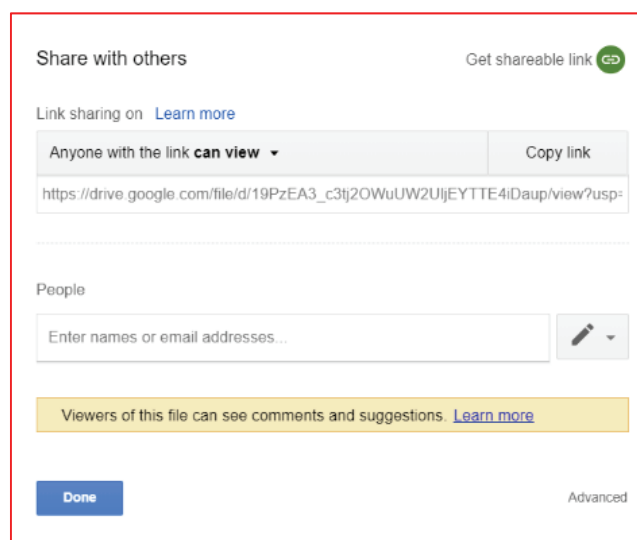 Share with others
Get shareable link
Link sharing on Learn more
Anyone with the link can view
Copy link
https://drive.google.com/file/d/19PzEA3_c3tj2OWuUW2UljEYTTE4iDaup/view?usp=
People
Enter names or email addresses...
Viewers of this file can see comments and suggestions. Learn more
Done
Advanced